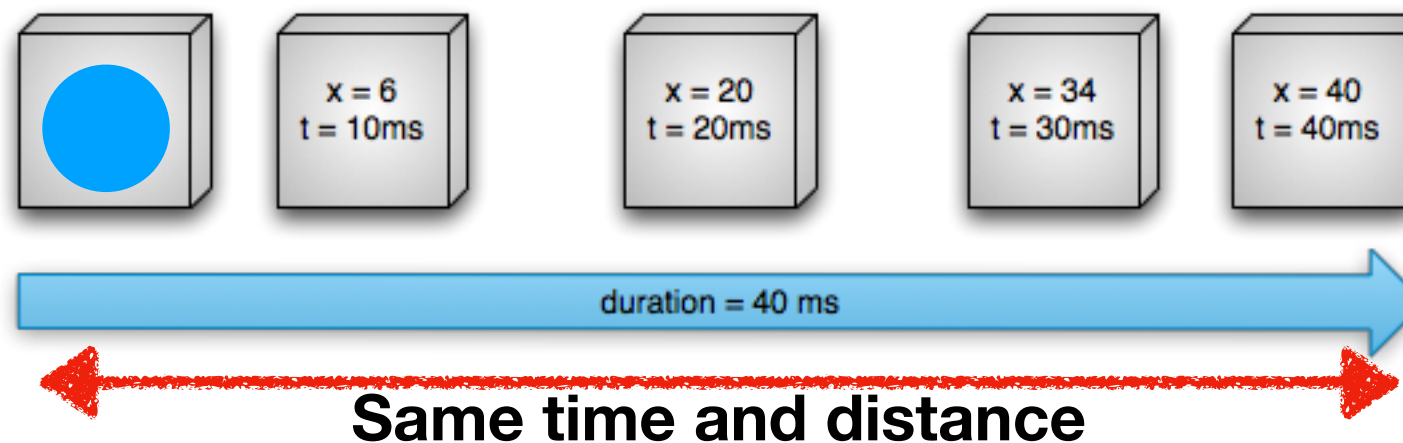 x = 6
t = 10ms
x = 20
t = 20ms
x = 34
t = 30ms
x = 40
t = 40ms
duration = 40 ms
Same time and distance